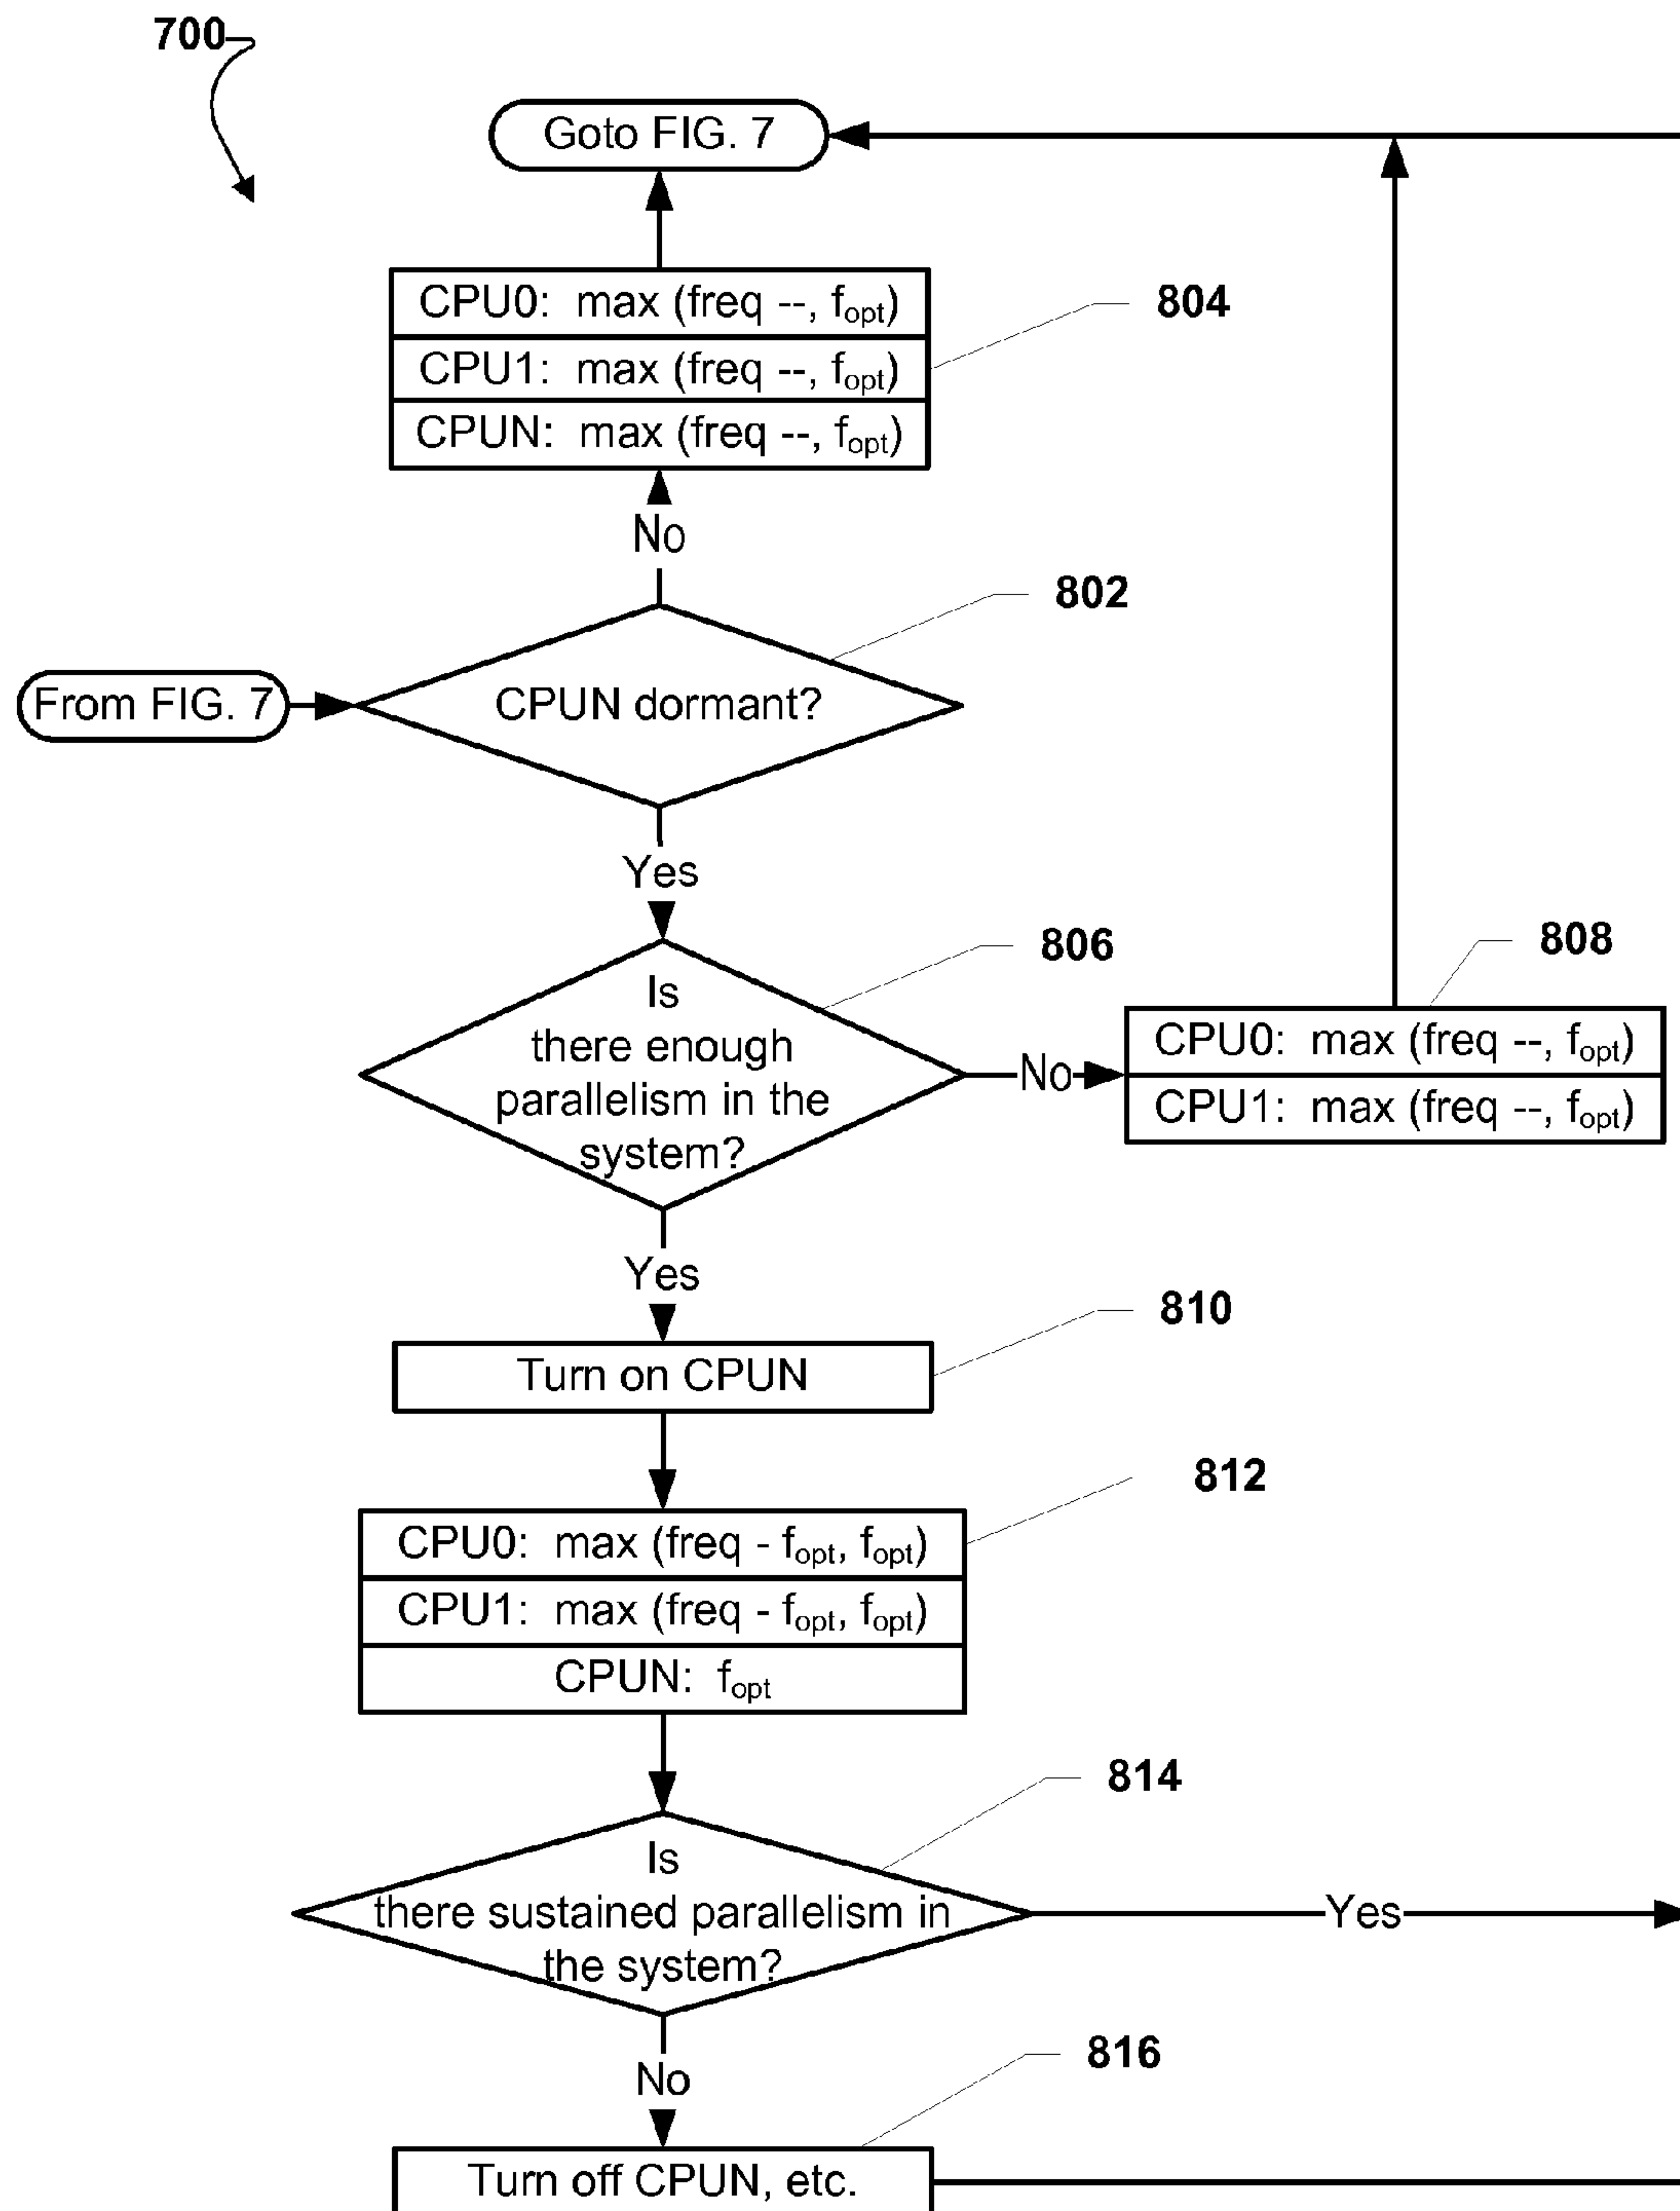 700
Goto FIG. 7
CPU0: max (freq --, fopt)
CPU1: max (freq --, fopt)
CPUN: max (freq --, fopt)
804
No
802
From FIG. 7
CPUN dormant?
Yes
806
Is
there enough
parallelism in the
system?
No
808
CPU0: max (freq --, fopt)
CPU1: max (freq --, fopt)
Yes
810
Turn on CPUN
812
CPU0: max (freq - fopt, fopt)
CPU1: max (freq - fopt, fopt)
CPUN: fopt
814
Is
there sustained parallelism in
the system?
Yes
816
No
Turn off CPUN, etc.